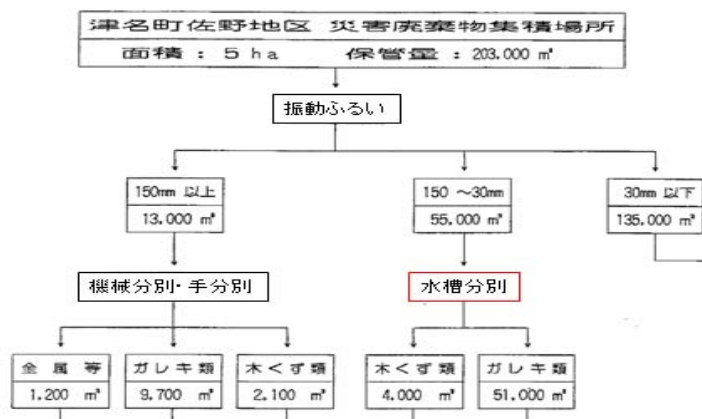 津名町佐野地区 災害廃棄物集積場所
面積：5ha 保管量：203.000 m³
振動ふるい
150mm 以上
13.000 m³
150 ～30mm
55.000 m³
30mm 以下
135.000 m³
機械分別・手分別
水槽分別
金属等
1.200 m³
ガレキ類
9.700 m³
木くず類
2.100 m³
木くず類
4.000 m³
ガレキ類
51.000 m³